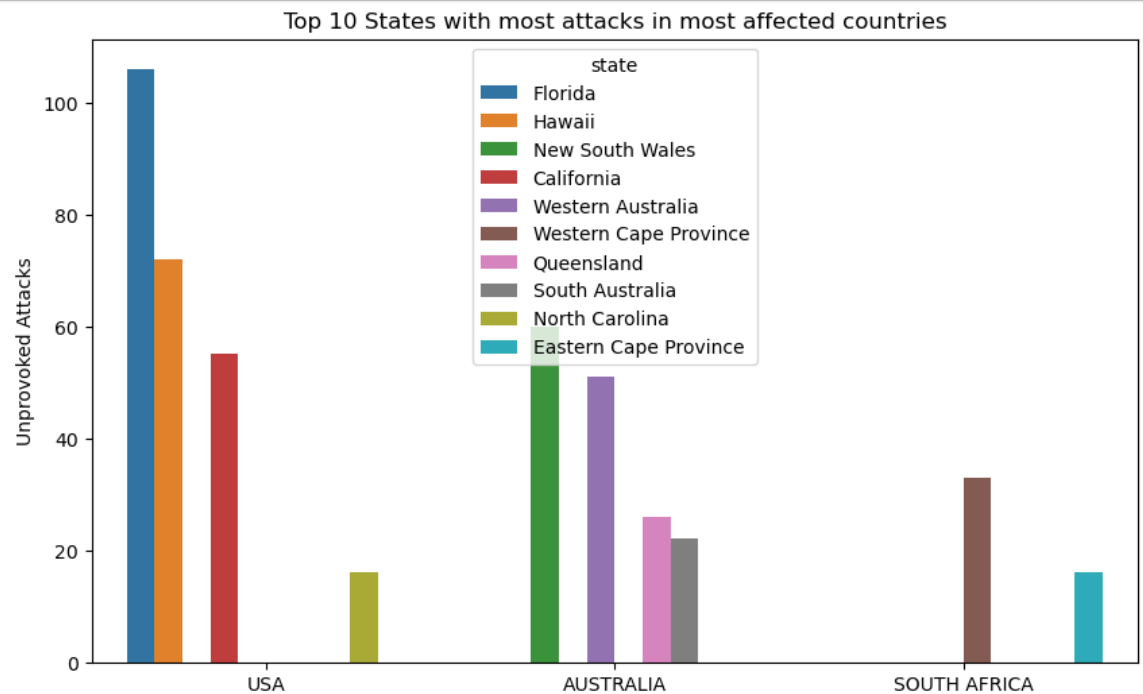 Top 10 States with most attacks in most affected countries
state
Florida
Hawaii
New South Wales
California
Western Australia
Western Cape Province
Queensland
South Australia
North Carolina
Eastern Cape Province
Unprovoked Attacks
100
80
60
40
20
0
USA
AUSTRALIA
SOUTH AFRICA